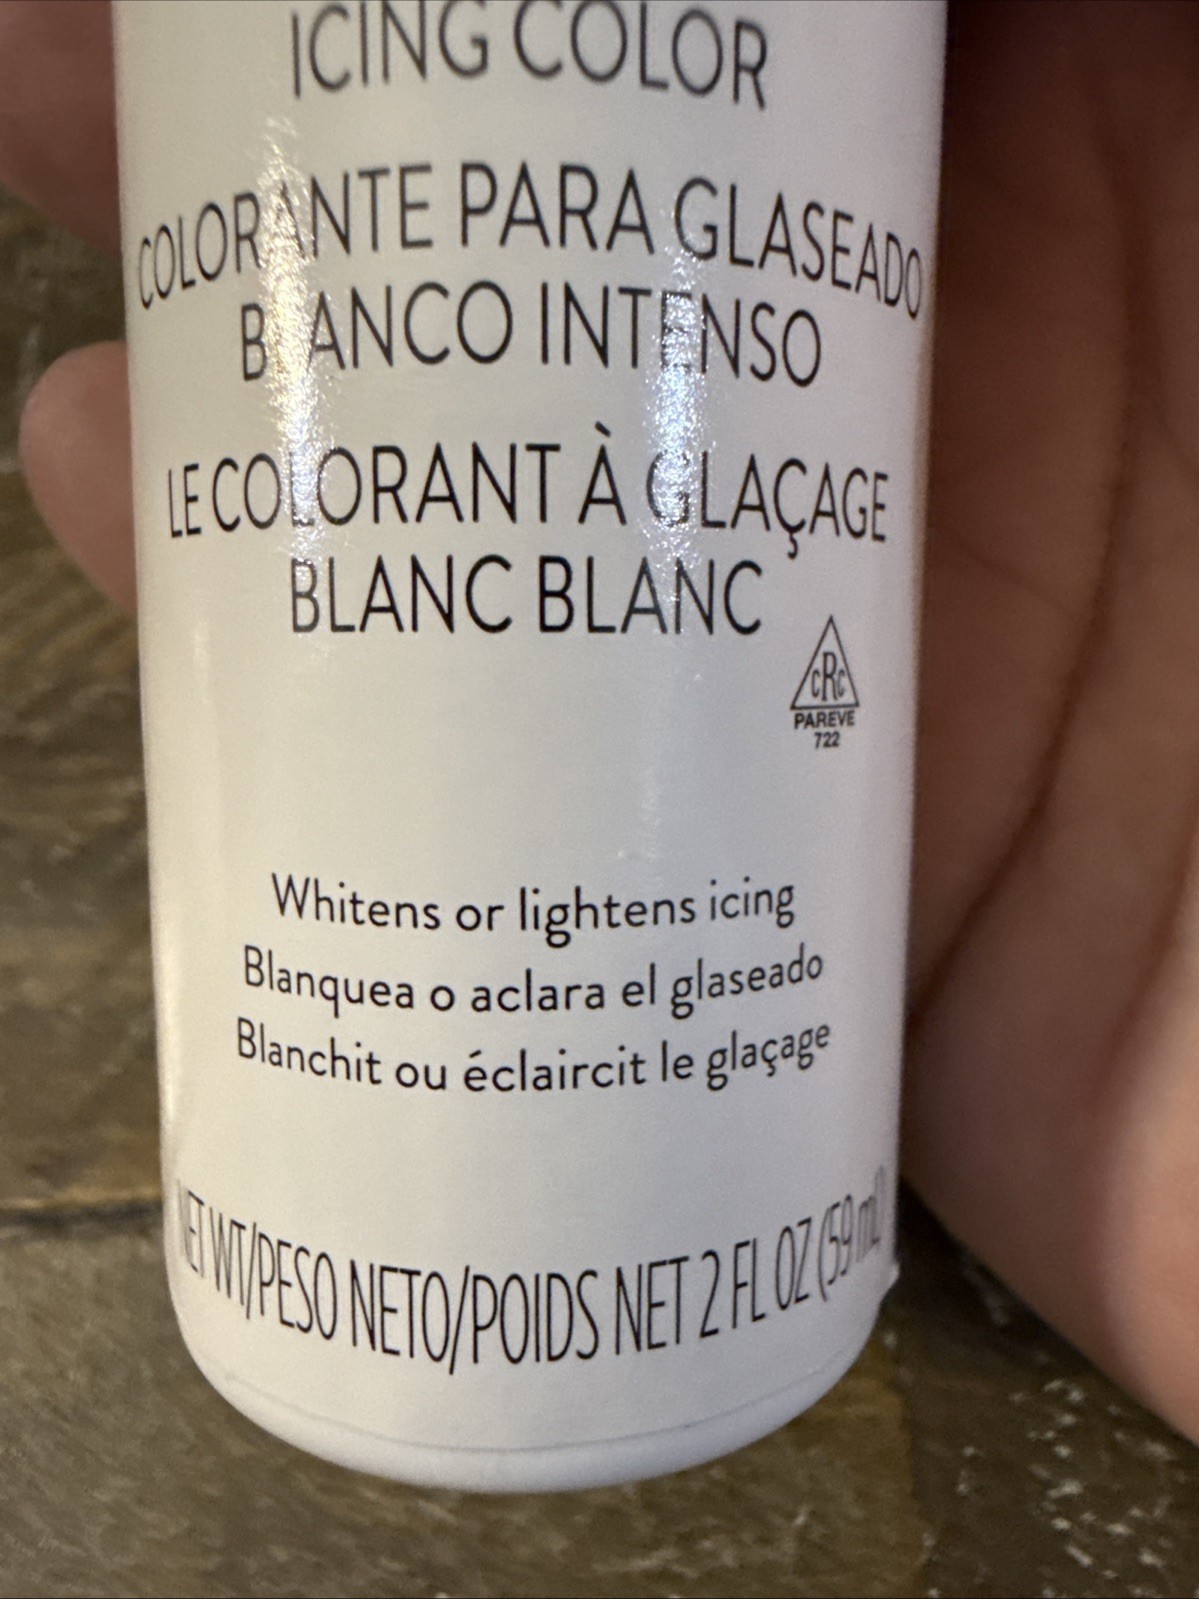 ICING COLOR
COLORANTE PARA GLASEADO
BLANCO INTENSO
LE COLORANT À GLAÇAGE
BLANC BLANC
cRc
PAREVE
722
Whitens or lightens icing
Blanquea o aclara el glaseado
Blanchit ou éclaircit le glaçage
NET WT/PESO NETO/POIDS NET 2 FL OZ (59 mL)